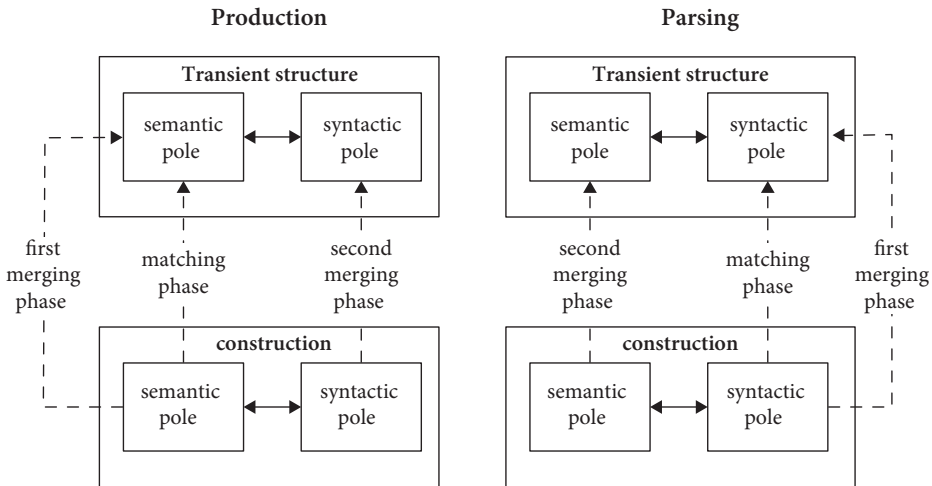 Production
Transient structure
semantic
pole
syntactic
pole
first
merging
phase
matching
phase
second
merging
phase
construction
semantic
pole
syntactic
pole
Parsing
Transient structure
semantic
pole
syntactic
pole
second
merging
phase
matching
phase
first
merging
phase
construction
semantic
pole
syntactic
pole